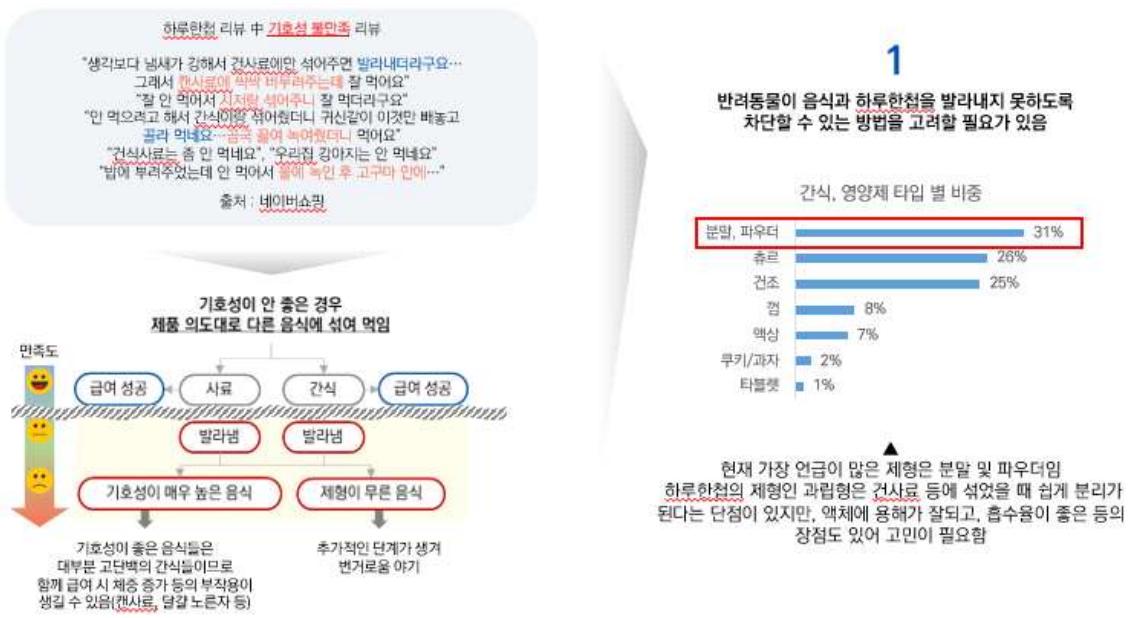 하루한첩 리뷰 中 기호성 불만족 리뷰
"생각보다 냄새가 강해서 건사료에만 섞어주면 발라내더라구요…
그래서 캔사료에 싹싹 비무려주는데 잘 먹어요"
"잘 안 먹어서 시저랑 섞어주니 잘 먹더라구요"
"안 먹으려고 해서 간식이랑 섞어줬더니 귀신같이 이것만 빼놓고
골라 먹네요…곰국 끓여 녹여줬더니 먹어요"
"건식사료는 좀 안 먹네요", "우리집 강아지는 안 먹네요"
"밥에 뿌려주었는데 안 먹어서 물에 녹인 후 고구마 안에…"
출처 : 네이버쇼핑
기호성이 안 좋은 경우
제품 의도대로 다른 음식에 섞여 먹임
만족도
급여 성공
사료
간식
급여 성공
발라냄
발라냄
기호성이 매우 높은 음식
제형이 무른 음식
기호성이 좋은 음식들은
대부분 고단백의 간식들이므로
함께 급여 시 체중 증가 등의 부작용이
생길 수 있음(캔사료, 달걀 노른자 등)
추가적인 단계가 생겨
번거로움 야기
1
반려동물이 음식과 하루한첩을 발라내지 못하도록
차단할 수 있는 방법을 고려할 필요가 있음
간식, 영양제 타입 별 비중
분말, 파우더 31%
츄르 26%
건조 25%
껌 8%
액상 7%
쿠키/과자 2%
타블렛 1%
▲
현재 가장 언급이 많은 제형은 분말 및 파우더임
하루한첩의 제형인 과립형은 건사료 등에 섞었을 때 쉽게 분리가
된다는 단점이 있지만, 액체에 용해가 잘되고, 흡수율이 좋은 등의
장점도 있어 고민이 필요함